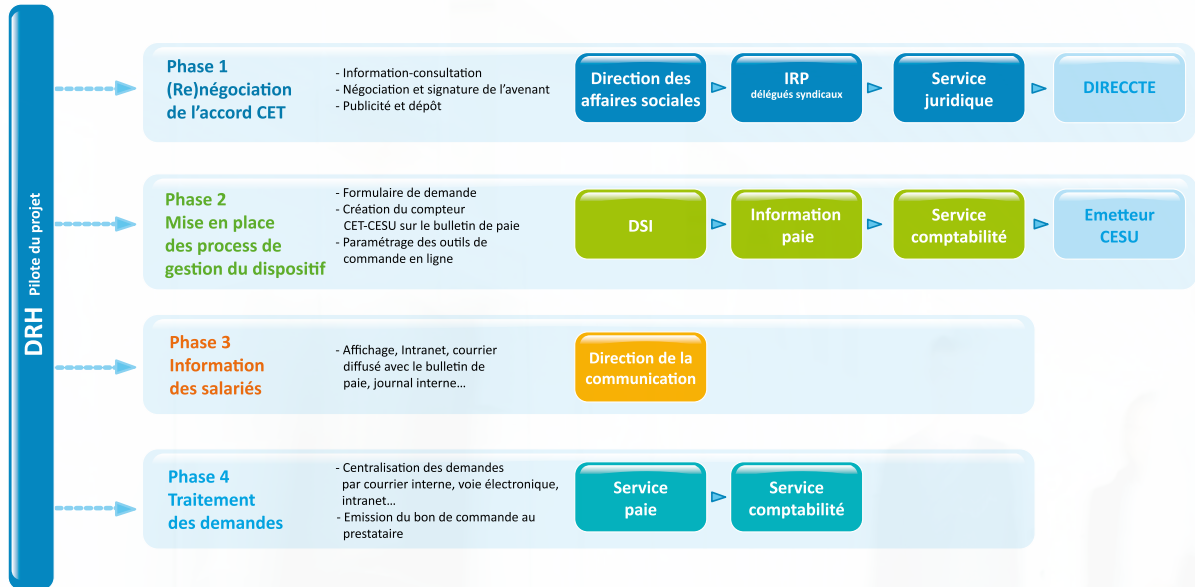 DRH Pilote du projet
Phase 1
(Re)négociation
de l'accord CET
- Information-consultation
- Négociation et signature de l'avenant
- Publicité et dépôt
Direction des
affaires sociales
IRP
délégués syndicaux
Service
juridique
DIRECCTE
Phase 2
Mise en place
des process de
gestion du dispositif
- Formulaire de demande
- Création du compteur
CET-CESU sur le bulletin de paie
- Paramétrage des outils de
commande en ligne
DSI
Information
paie
Service
comptabilité
Emetteur
CESU
Phase 3
Information
des salariés
- Affichage, Intranet, courrier
diffusé avec le bulletin de
paie, journal interne...
Direction de la
communication
Phase 4
Traitement
des demandes
- Centralisation des demandes
par courrier interne, voie électronique,
intranet...
- Emission du bon de commande au
prestataire
Service
paie
Service
comptabilité